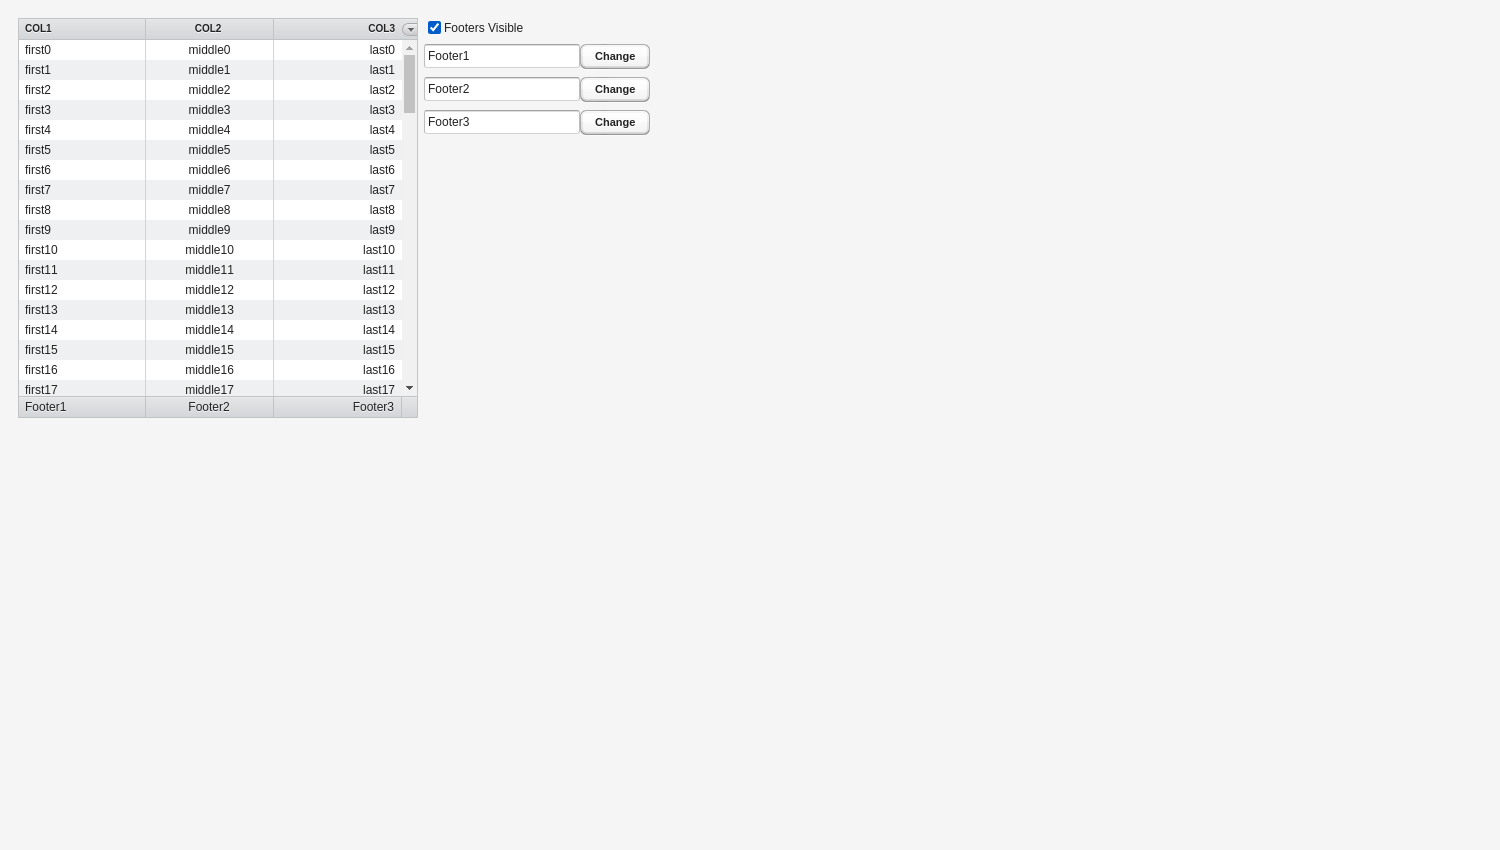 COL1 COL2 COL3
first0 middle0 last0
first1 middle1 last1
first2 middle2 last2
first3 middle3 last3
first4 middle4 last4
first5 middle5 last5
first6 middle6 last6
first7 middle7 last7
first8 middle8 last8
first9 middle9 last9
first10 middle10 last10
first11 middle11 last11
first12 middle12 last12
first13 middle13 last13
first14 middle14 last14
first15 middle15 last15
first16 middle16 last16
first17 middle17 last17
Footer1 Footer2 Footer3
Footers Visible
Footer1 Change
Footer2 Change
Footer3 Change